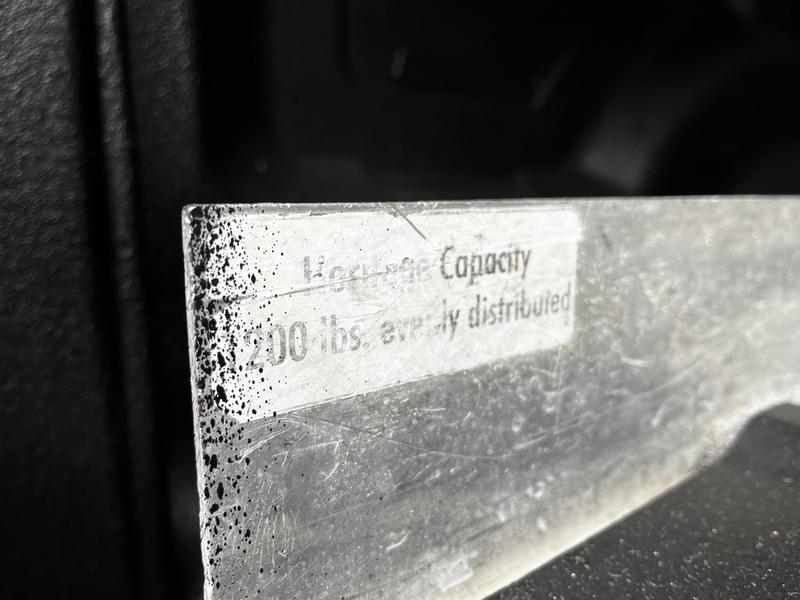 Capacity
200 lbs. evenly distributed